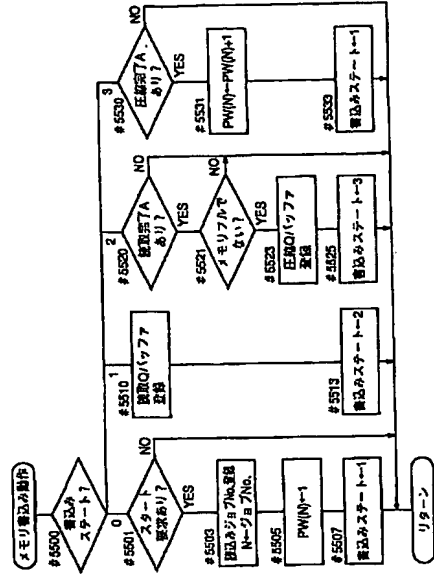 メモリ書込み動作
#5500
書込み
ステート?
0
1
2
3
#5501
スタート
要求あり?
NO
YES
#5503
読込みジョブNo.登録
N←ジョブNo.
#5505
PW(N)←1
#5507
書込みステート←1
リターン
#5510
読取Q/バッファ
登録
#5513
書込みステート←2
#5520
読取完了A
あり?
NO
YES
#5521
メモリフルで
ない?
NO
YES
#5523
圧縮Q/バッファ
登録
#5525
書込みステート←3
#5530
圧縮完了A.
あり?
NO
YES
#5531
PW(N)←PW(N)+1
#5533
書込みステート←1